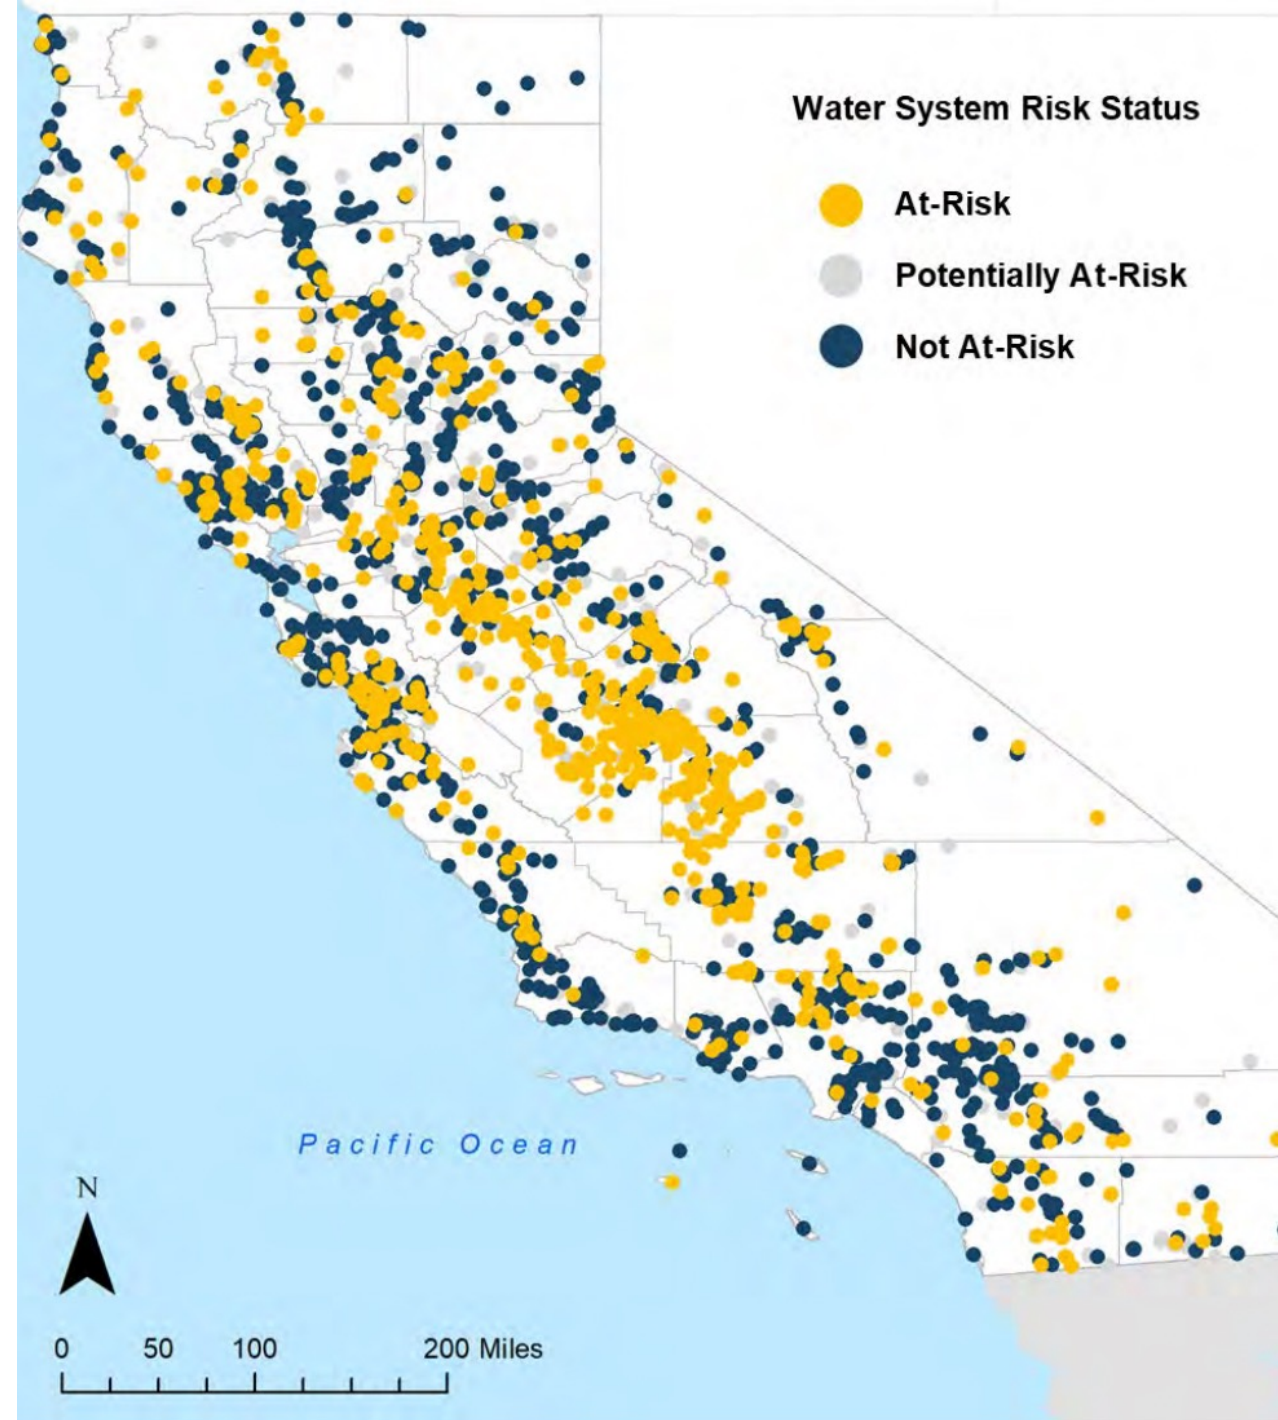 Water System Risk Status
At-Risk
Potentially At-Risk
Not At-Risk
Pacific Ocean
N
0 50 100 200 Miles